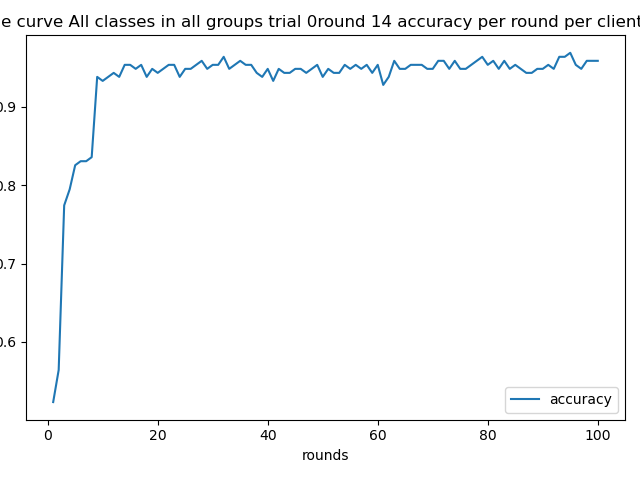 e curve All classes in all groups trial 0round 14 accuracy per round per client
0.9
0.8
0.7
0.6
accuracy
0 20 40 60 80 100
rounds